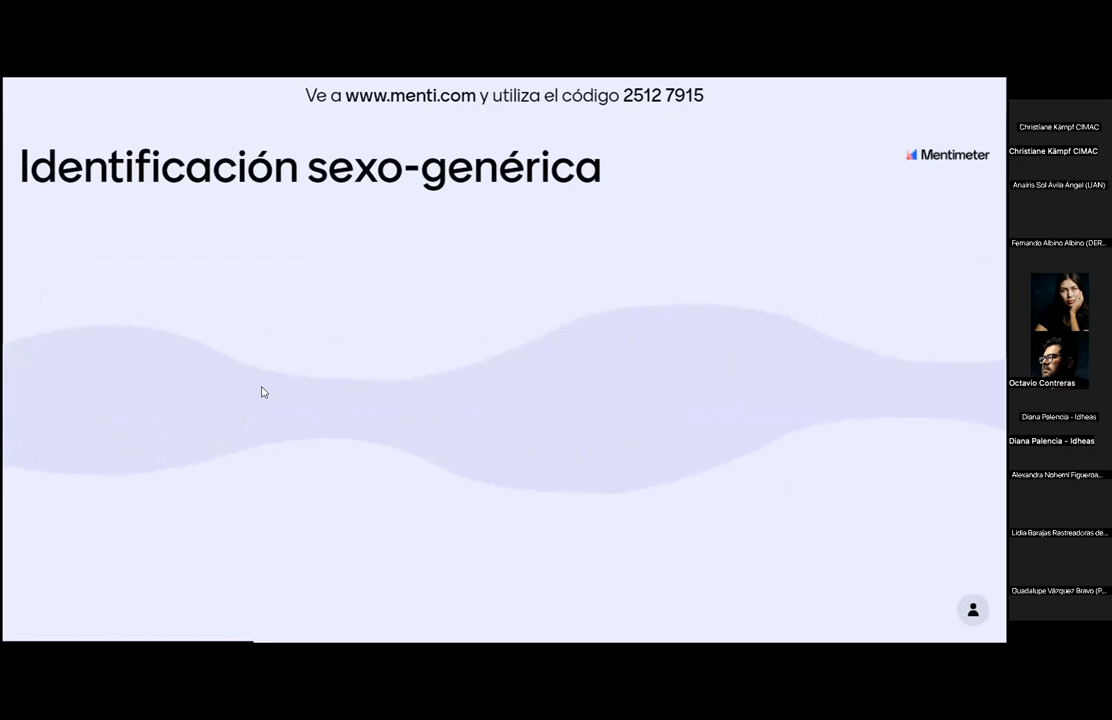 Ve a www.menti.com y utiliza el código 2512 7915
Identificación sexo-genérica
Mentimeter
Christiane Kämpf CIMAC
Christiane Kämpf CIMAC
Anairis Sol Ávila Ángel (UAN)
Fernando Albino Albino (DER...
Octavio Contreras
Diana Palencia - Idheas
Diana Palencia - Idheas
Alexandra Nohemí Figueroa...
Lidia Barajas Rastreadoras de...
Guadalupe Vázquez Bravo (P...